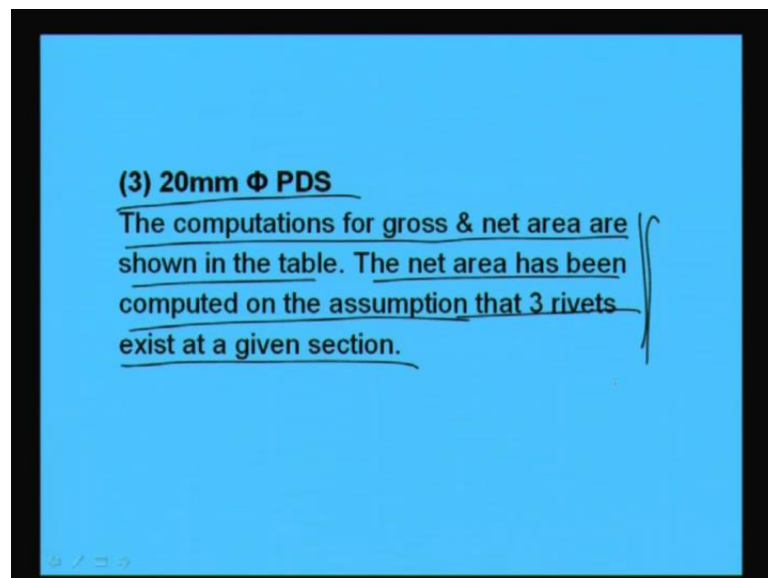 (3) 20mm Φ PDS
The computations for gross & net area are
shown in the table. The net area has been
computed on the assumption that 3 rivets
exist at a given section.